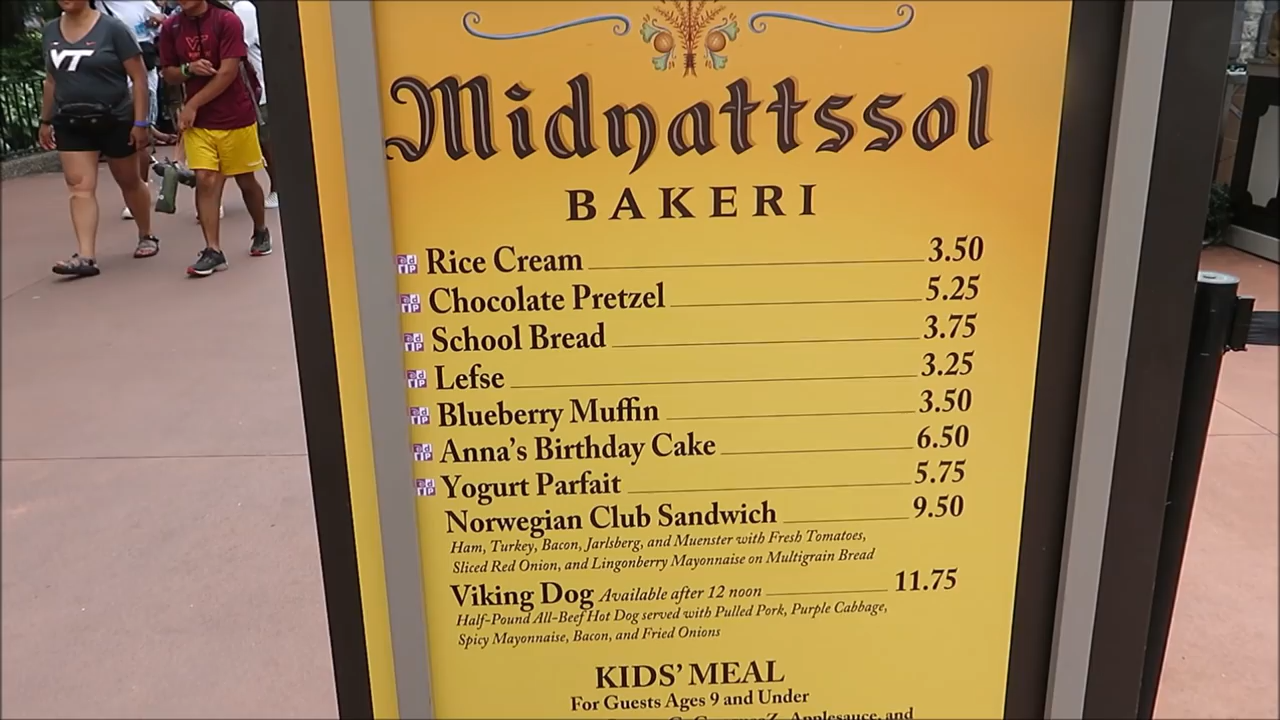 VT
VT
Midnattssol
BAKERI
Rice Cream 3.50
Chocolate Pretzel 5.25
School Bread 3.75
Lefse 3.25
Blueberry Muffin 3.50
Anna's Birthday Cake 6.50
Yogurt Parfait 5.75
Norwegian Club Sandwich 9.50
Ham, Turkey, Bacon, Jarlsberg, and Muenster with Fresh Tomatoes,
Sliced Red Onion, and Lingonberry Mayonnaise on Multigrain Bread
Viking Dog Available after 12 noon 11.75
Half-Pound All-Beef Hot Dog served with Pulled Pork, Purple Cabbage,
Spicy Mayonnaise, Bacon, and Fried Onions
KIDS' MEAL
For Guests Ages 9 and Under
Applesauce, and